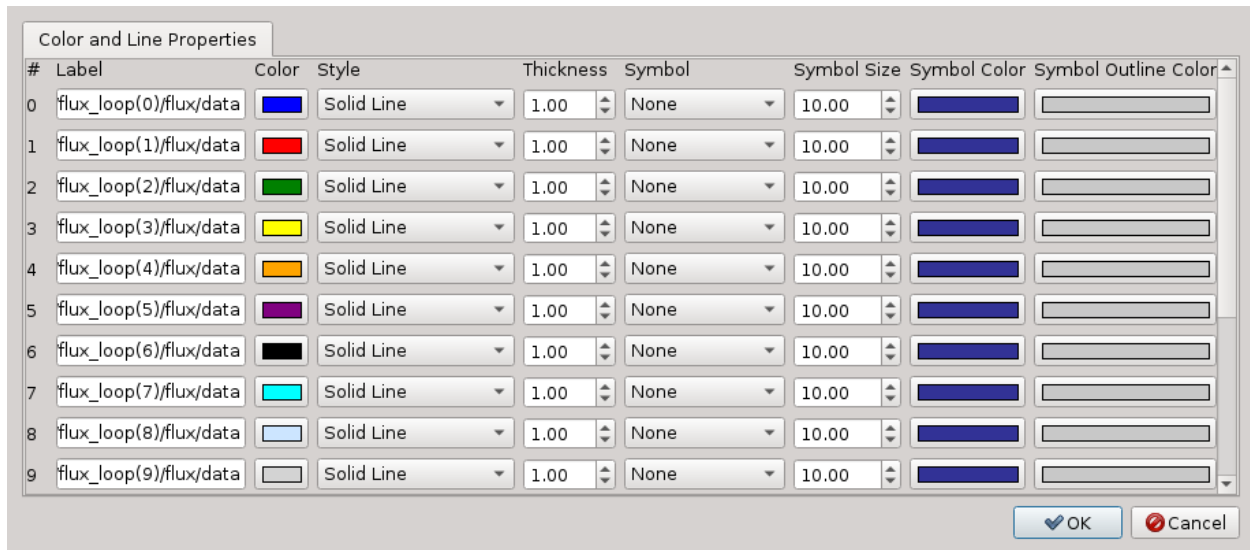 Color and Line Properties
# Label Color Style Thickness Symbol Symbol Size Symbol Color Symbol Outline Color
0 flux_loop(0)/flux/data Solid Line 1.00 None 10.00
1 flux_loop(1)/flux/data Solid Line 1.00 None 10.00
2 flux_loop(2)/flux/data Solid Line 1.00 None 10.00
3 flux_loop(3)/flux/data Solid Line 1.00 None 10.00
4 flux_loop(4)/flux/data Solid Line 1.00 None 10.00
5 flux_loop(5)/flux/data Solid Line 1.00 None 10.00
6 flux_loop(6)/flux/data Solid Line 1.00 None 10.00
7 flux_loop(7)/flux/data Solid Line 1.00 None 10.00
8 flux_loop(8)/flux/data Solid Line 1.00 None 10.00
9 flux_loop(9)/flux/data Solid Line 1.00 None 10.00
OK Cancel